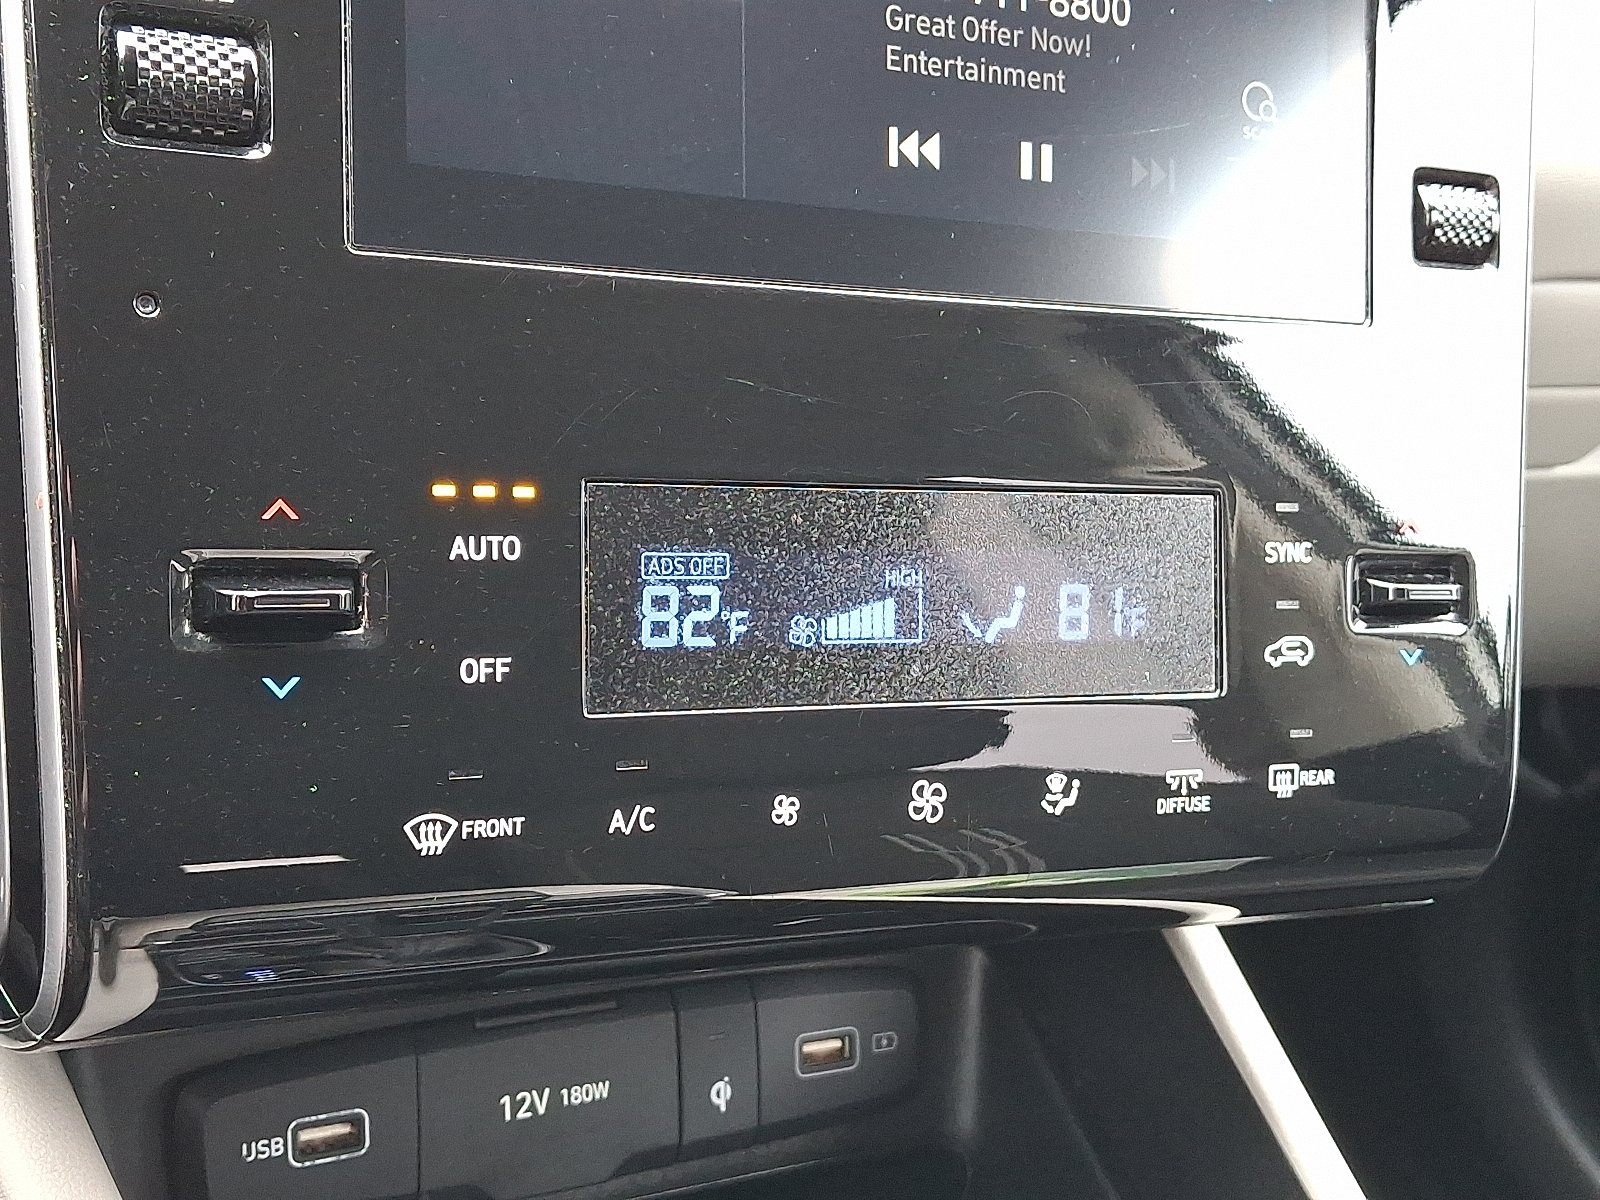 Great Offer Now!
Entertainment
AUTO
ADS OFF
HIGH
82°F
81°F
SYNC
OFF
FRONT
A/C
DIFFUSE
REAR
USB
12V 180W